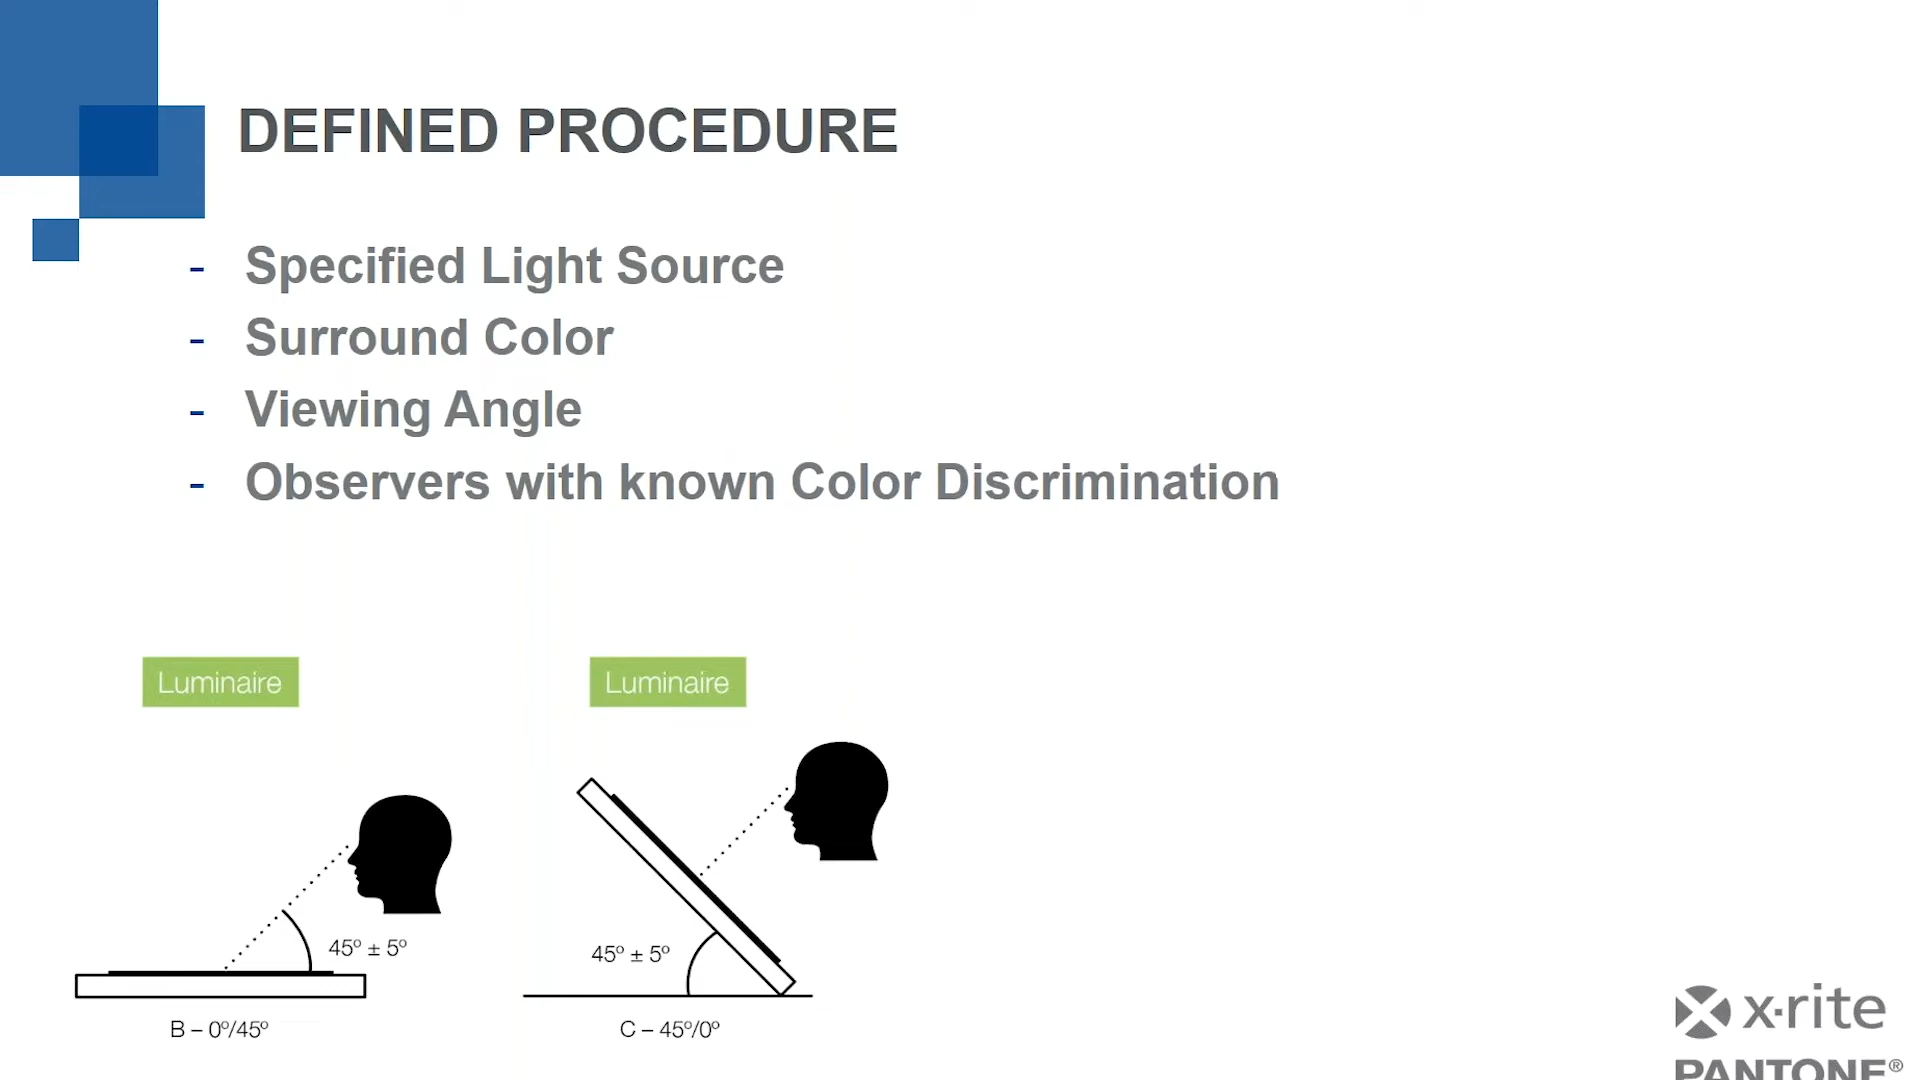 DEFINED PROCEDURE
- Specified Light Source
- Surround Color
- Viewing Angle
- Observers with known Color Discrimination
Luminaire
Luminaire
45º ± 5º
45º ± 5º
B – 0º/45º
C – 45º/0º
x·rite
PANTONE®